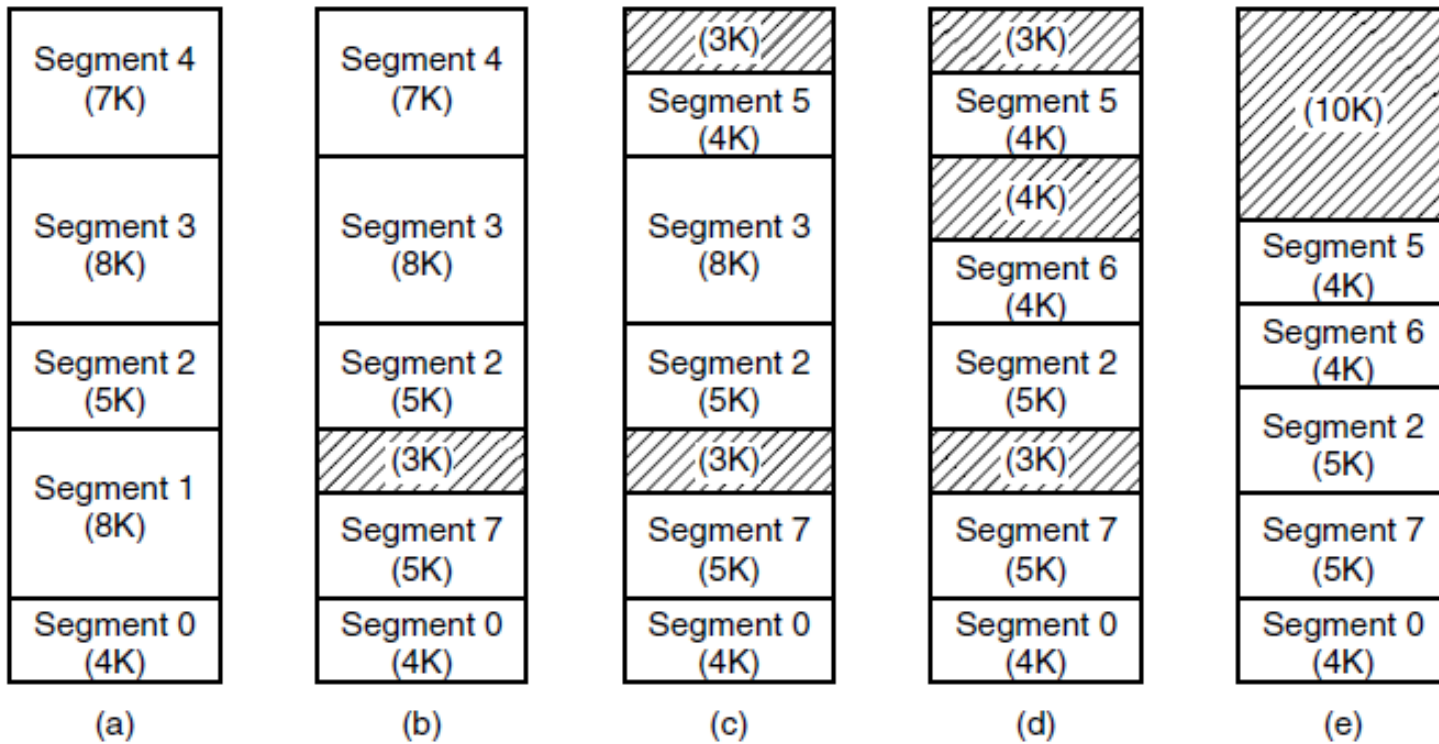 Segment 4
(7K)
Segment 3
(8K)
Segment 2
(5K)
Segment 1
(8K)
Segment 0
(4K)
(a)
Segment 4
(7K)
Segment 3
(8K)
Segment 2
(5K)
(3K)
Segment 7
(5K)
Segment 0
(4K)
(b)
(3K)
Segment 5
(4K)
Segment 3
(8K)
Segment 2
(5K)
(3K)
Segment 7
(5K)
Segment 0
(4K)
(c)
(3K)
Segment 5
(4K)
(4K)
Segment 6
(4K)
Segment 2
(5K)
(3K)
Segment 7
(5K)
Segment 0
(4K)
(d)
(10K)
Segment 5
(4K)
Segment 6
(4K)
Segment 2
(5K)
Segment 7
(5K)
Segment 0
(4K)
(e)